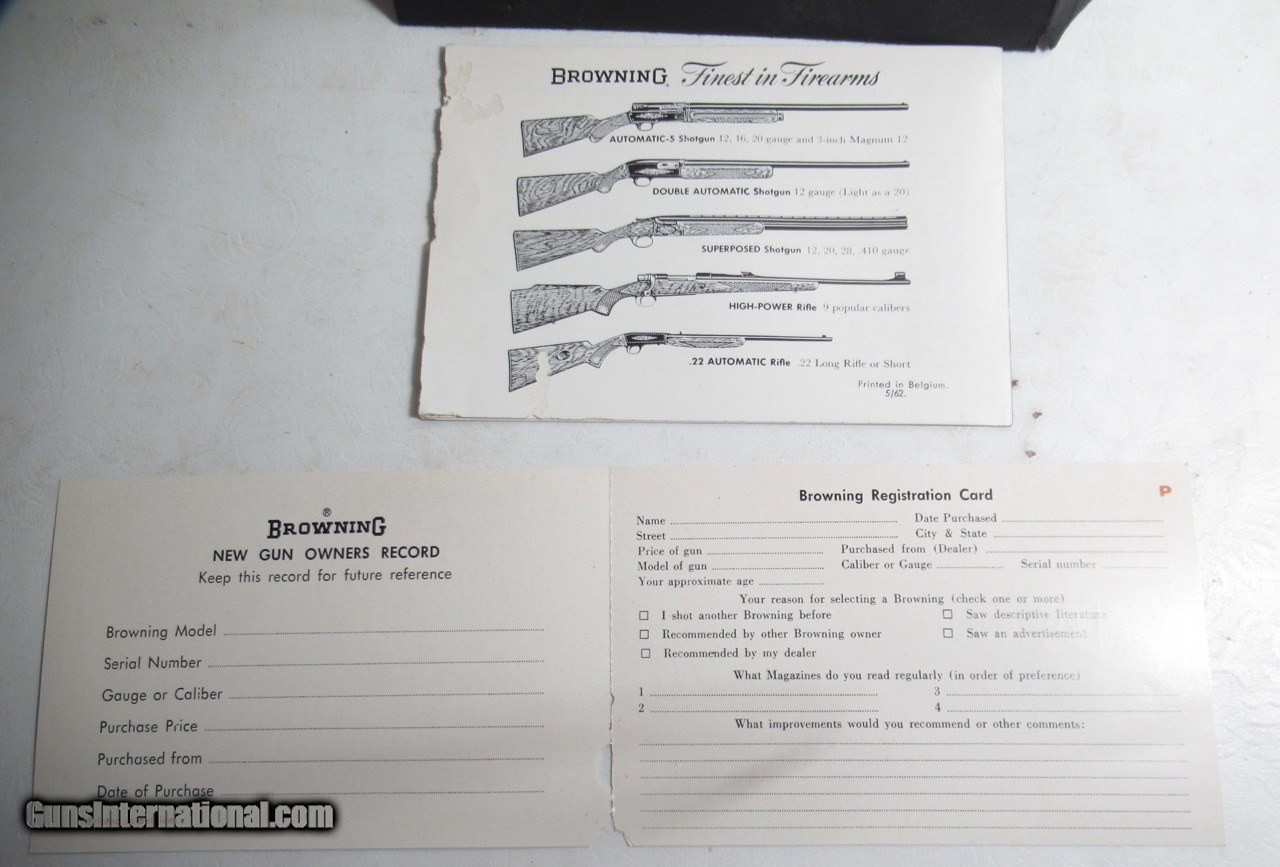 BROWNING Finest in Firearms
AUTOMATIC-5 Shotgun 12, 16, 20 gauge and 3-inch Magnum 12
DOUBLE AUTOMATIC Shotgun 12 gauge (Light as a 20)
SUPERPOSED Shotgun 12, 20, 28, .410 gauge
HIGH-POWER Rifle 9 popular calibers
.22 AUTOMATIC Rifle .22 Long Rifle or Short
Printed in Belgium.
5/62.
®
BROWNING
NEW GUN OWNERS RECORD
Keep this record for future reference
Browning Model
Serial Number
Gauge or Caliber
Purchase Price
Purchased from
Date of Purchase
Browning Registration Card
P
Name Date Purchased
Street City & State
Price of gun Purchased from (Dealer)
Model of gun Caliber or Gauge Serial number
Your approximate age
Your reason for selecting a Browning (check one or more)
☐ I shot another Browning before ☐ Saw descriptive literature
☐ Recommended by other Browning owner ☐ Saw an advertisement
☐ Recommended by my dealer
What Magazines do you read regularly (in order of preference)
1 3
2 4
What improvements would you recommend or other comments:
GunsInternational.com